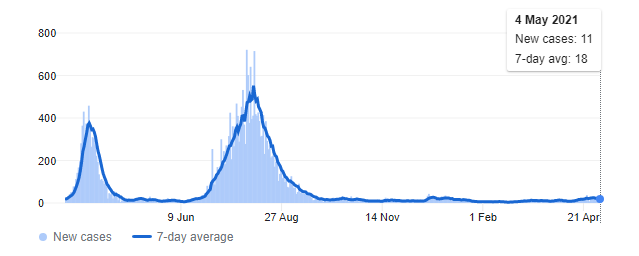 4 May 2021
New cases: 11
7-day avg: 18
800
600
400
200
0
9 Jun
27 Aug
14 Nov
1 Feb
21 Apr
New cases
7-day average